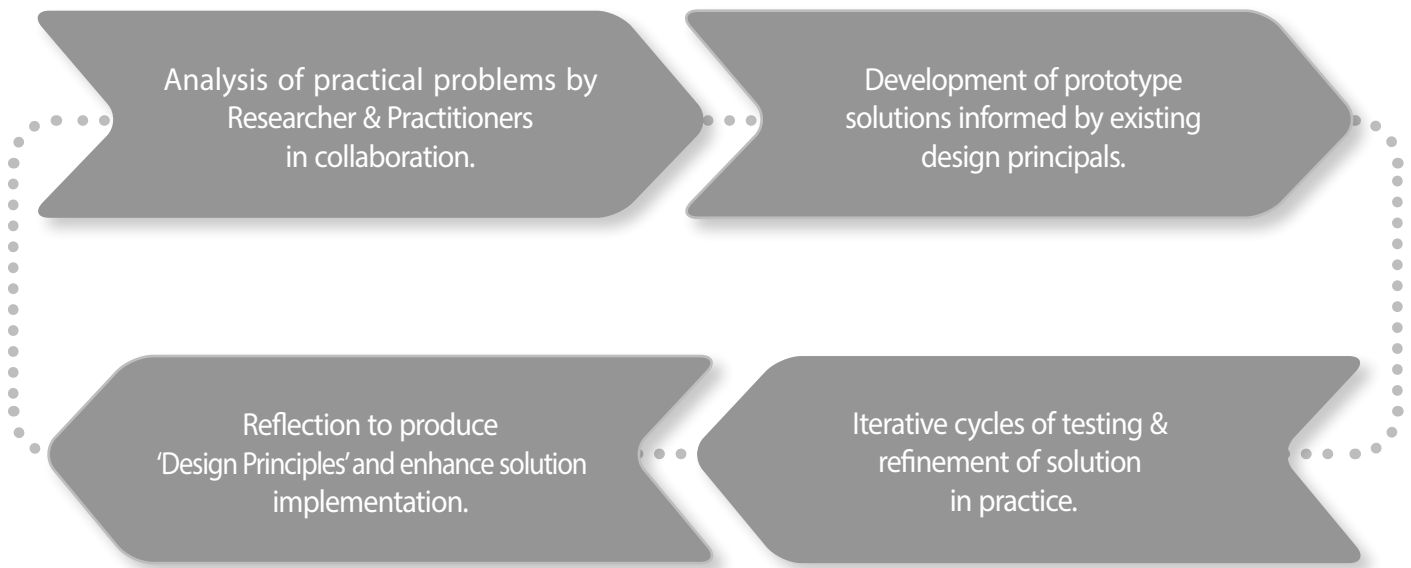 Analysis of practical problems by
Researcher & Practitioners
in collaboration.
Development of prototype
solutions informed by existing
design principals.
Iterative cycles of testing &
refinement of solution
in practice.
Reflection to produce
‘Design Principles’ and enhance solution
implementation.